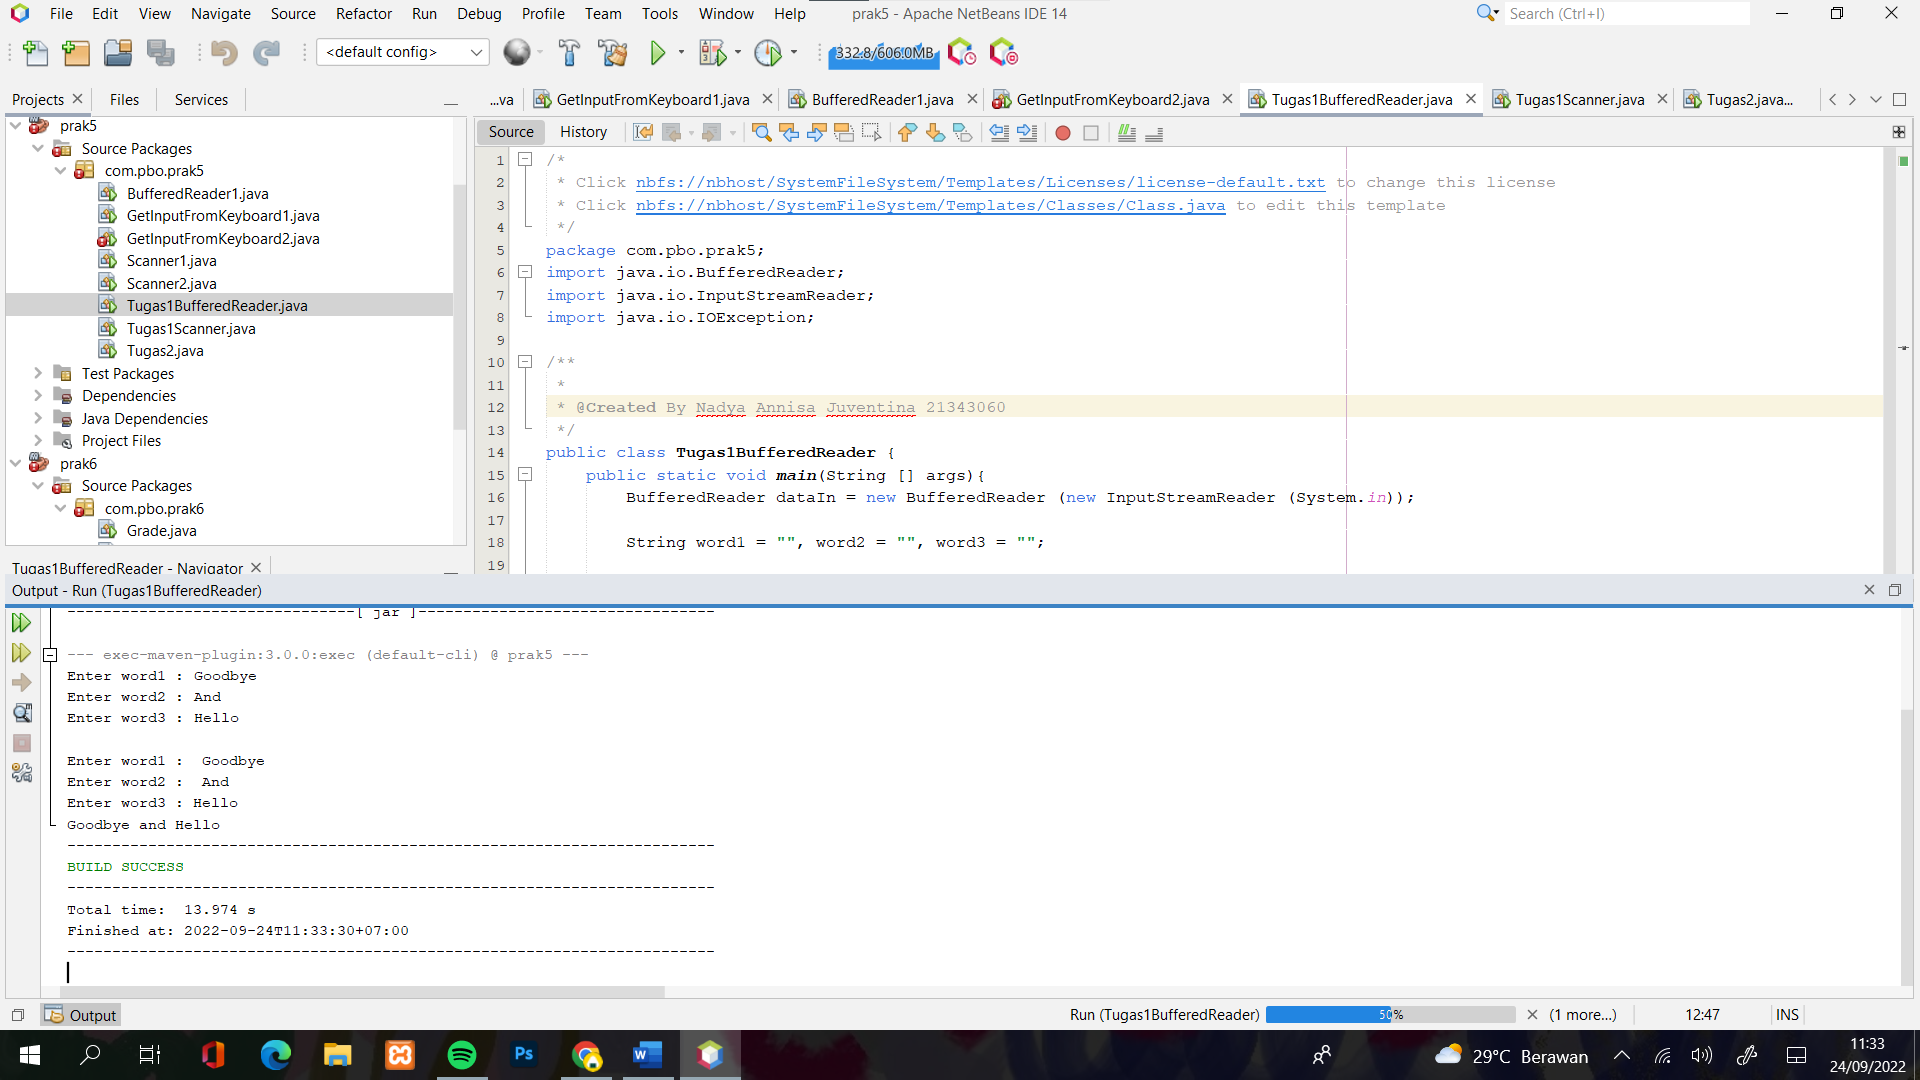 File Edit View Navigate Source Refactor Run Debug Profile Team Tools Window Help prak5 - Apache NetBeans IDE 14 Search (Ctrl+I)
<default config> 332.8/606.0MB
Projects Files Services
...va GetInputFromKeyboard1.java BufferedReader1.java GetInputFromKeyboard2.java Tugas1BufferedReader.java Tugas1Scanner.java Tugas2.java...
Source History
prak5
Source Packages
com.pbo.prak5
BufferedReader1.java
GetInputFromKeyboard1.java
GetInputFromKeyboard2.java
Scanner1.java
Scanner2.java
Tugas1BufferedReader.java
Tugas1Scanner.java
Tugas2.java
Test Packages
Dependencies
Java Dependencies
Project Files
prak6
Source Packages
com.pbo.prak6
Grade.java
Tugas1BufferedReader - Navigator
1 /*
2 * Click nbfs://nbhost/SystemFileSystem/Templates/Licenses/license-default.txt to change this license
3 * Click nbfs://nbhost/SystemFileSystem/Templates/Classes/Class.java to edit this template
4 */
5 package com.pbo.prak5;
6 import java.io.BufferedReader;
7 import java.io.InputStreamReader;
8 import java.io.IOException;
9
10 /**
11 *
12 * @Created By Nadya Annisa Juventina 21343060
13 */
14 public class Tugas1BufferedReader {
15 public static void main(String [] args){
16 BufferedReader dataIn = new BufferedReader (new InputStreamReader (System.in));
17
18 String word1 = "", word2 = "", word3 = "";
19
Output - Run (Tugas1BufferedReader)
--------------------------------[ jar ]---------------------------------
--- exec-maven-plugin:3.0.0:exec (default-cli) @ prak5 ---
Enter word1 : Goodbye
Enter word2 : And
Enter word3 : Hello
Enter word1 :  Goodbye
Enter word2 :  And
Enter word3 : Hello
Goodbye and Hello
------------------------------------------------------------------------
BUILD SUCCESS
------------------------------------------------------------------------
Total time:  13.974 s
Finished at: 2022-09-24T11:33:30+07:00
------------------------------------------------------------------------
Output Run (Tugas1BufferedReader) 50% (1 more...) 12:47 INS
Ps 29°C Berawan 11:33
24/09/2022